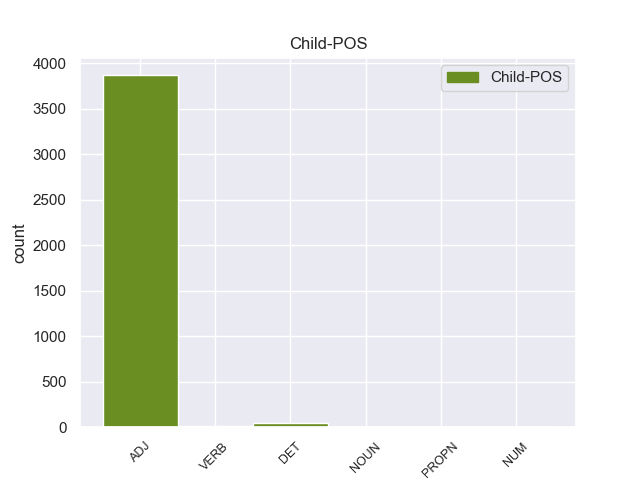 Child-POS
4000
3500
3000
2500
2000
1500
1000
500
0
count
Child-POS
ADJ
VERB
DET
NOUN
PROPN
NUM